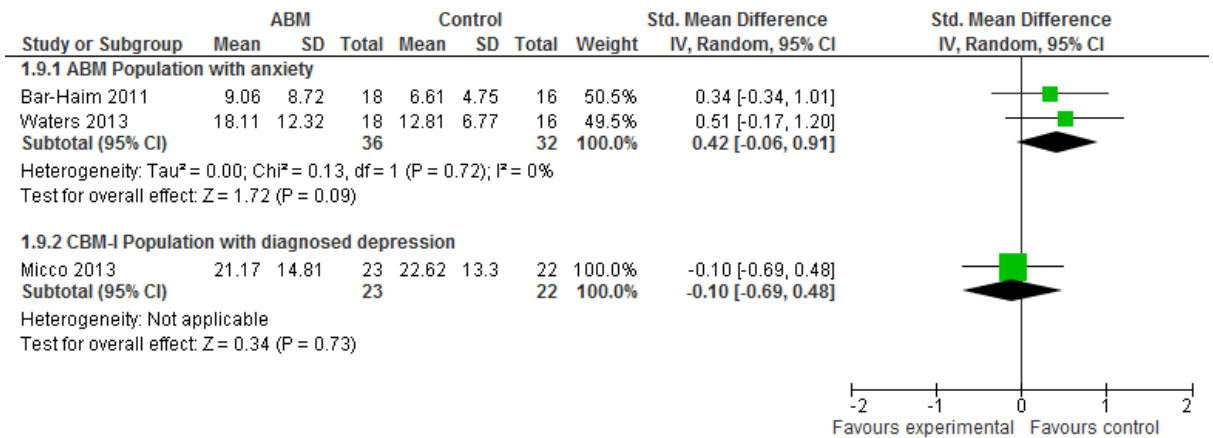 ABM Control Std. Mean Difference Std. Mean Difference
Study or Subgroup Mean SD Total Mean SD Total Weight IV, Random, 95% CI IV, Random, 95% CI
1.9.1 ABM Population with anxiety
Bar-Haim 2011 9.06 8.72 18 6.61 4.75 16 50.5% 0.34 [-0.34, 1.01]
Waters 2013 18.11 12.32 18 12.81 6.77 16 49.5% 0.51 [-0.17, 1.20]
Subtotal (95% CI) 36 32 100.0% 0.42 [-0.06, 0.91]
Heterogeneity: Tau² = 0.00; Chi² = 0.13, df = 1 (P = 0.72); I² = 0%
Test for overall effect: Z = 1.72 (P = 0.09)
1.9.2 CBM-I Population with diagnosed depression
Micco 2013 21.17 14.81 23 22.62 13.3 22 100.0% -0.10 [-0.69, 0.48]
Subtotal (95% CI) 23 22 100.0% -0.10 [-0.69, 0.48]
Heterogeneity: Not applicable
Test for overall effect: Z = 0.34 (P = 0.73)
-2 -1 0 1 2
Favours experimental Favours control